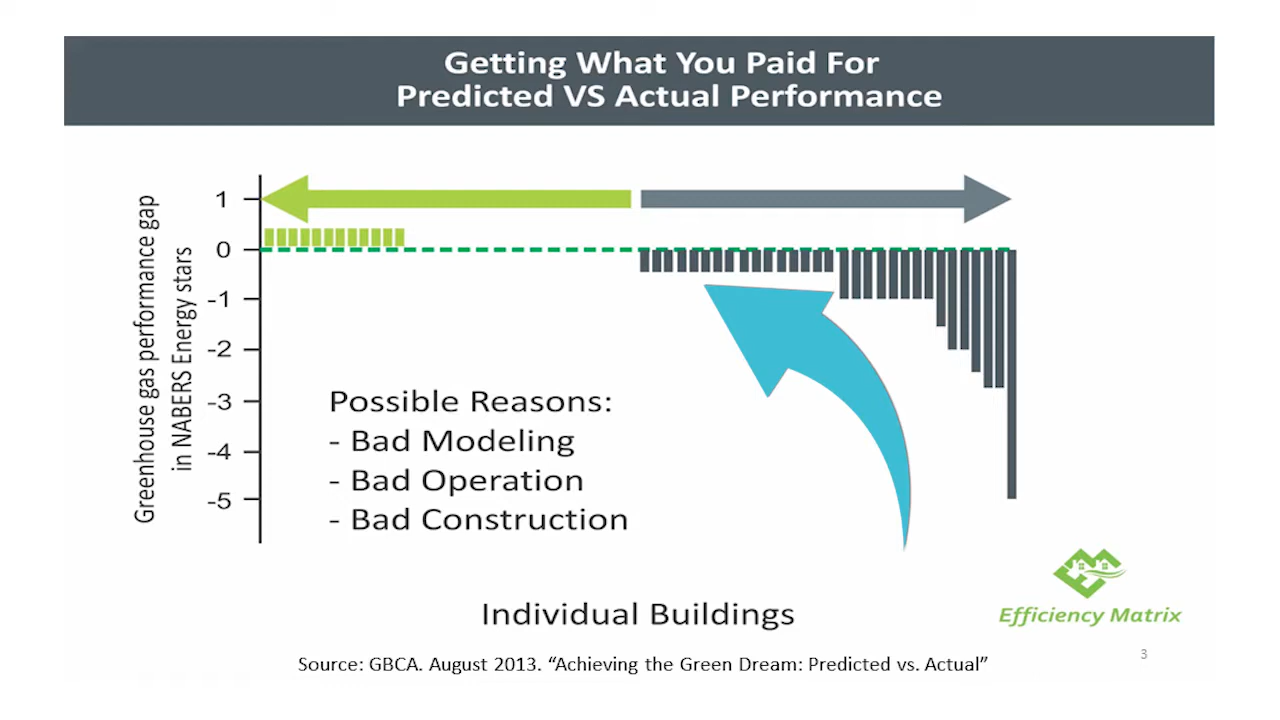 Getting What You Paid For
Predicted VS Actual Performance
Greenhouse gas performance gap
in NABERS Energy stars
1
0
-1
-2
-3
-4
-5
Possible Reasons:
- Bad Modeling
- Bad Operation
- Bad Construction
Individual Buildings
Efficiency Matrix
Source: GBCA. August 2013. “Achieving the Green Dream: Predicted vs. Actual”
3